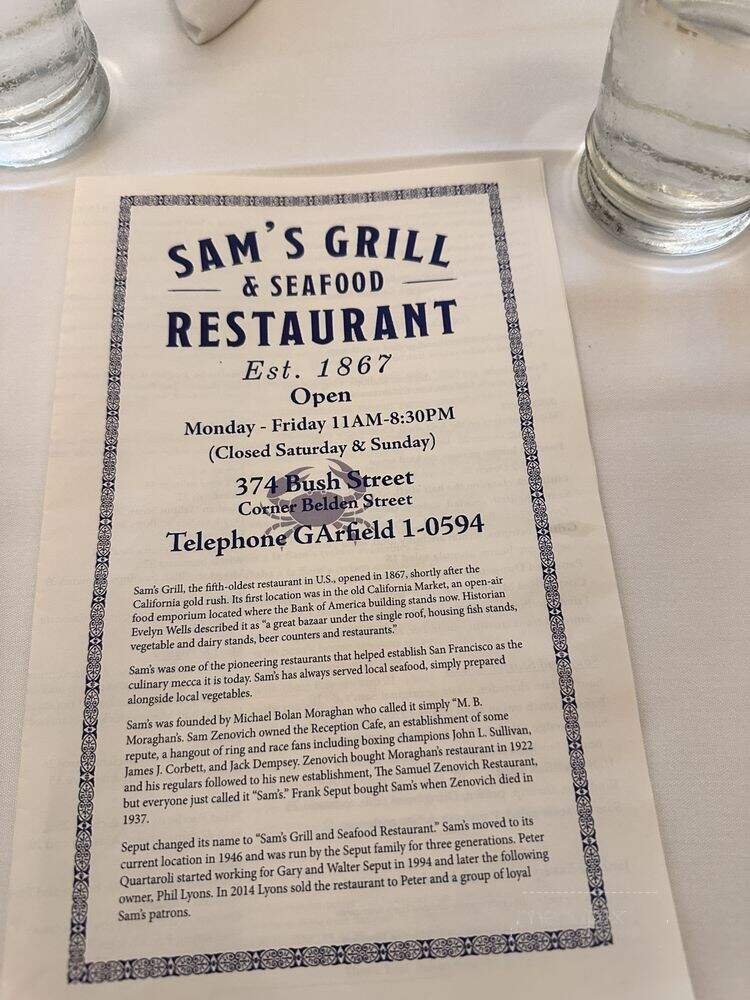 SAM'S GRILL
& SEAFOOD
RESTAURANT
Est. 1867
Open
Monday - Friday 11AM-8:30PM
(Closed Saturday & Sunday)
374 Bush Street
Corner Belden Street
Telephone GArfield 1-0594
Sam's Grill, the fifth-oldest restaurant in U.S., opened in 1867, shortly after the
California gold rush. Its first location was in the old California Market, an open-air
food emporium located where the Bank of America building stands now. Historian
Evelyn Wells described it as "a great bazaar under the single roof, housing fish stands,
vegetable and dairy stands, beer counters and restaurants."
Sam's was one of the pioneering restaurants that helped establish San Francisco as the
culinary mecca it is today. Sam's has always served local seafood, simply prepared
alongside local vegetables.
Sam's was founded by Michael Bolan Moraghan who called it simply "M. B.
Moraghan's. Sam Zenovich owned the Reception Cafe, an establishment of some
repute, a hangout of ring and race fans including boxing champions John L. Sullivan,
James J. Corbett, and Jack Dempsey. Zenovich bought Moraghan's restaurant in 1922
and his regulars followed to his new establishment, The Samuel Zenovich Restaurant,
but everyone just called it "Sam's." Frank Seput bought Sam's when Zenovich died in
1937.
Seput changed its name to "Sam's Grill and Seafood Restaurant." Sam's moved to its
current location in 1946 and was run by the Seput family for three generations. Peter
Quartaroli started working for Gary and Walter Seput in 1994 and later the following
owner, Phil Lyons. In 2014 Lyons sold the restaurant to Peter and a group of loyal
Sam's patrons.